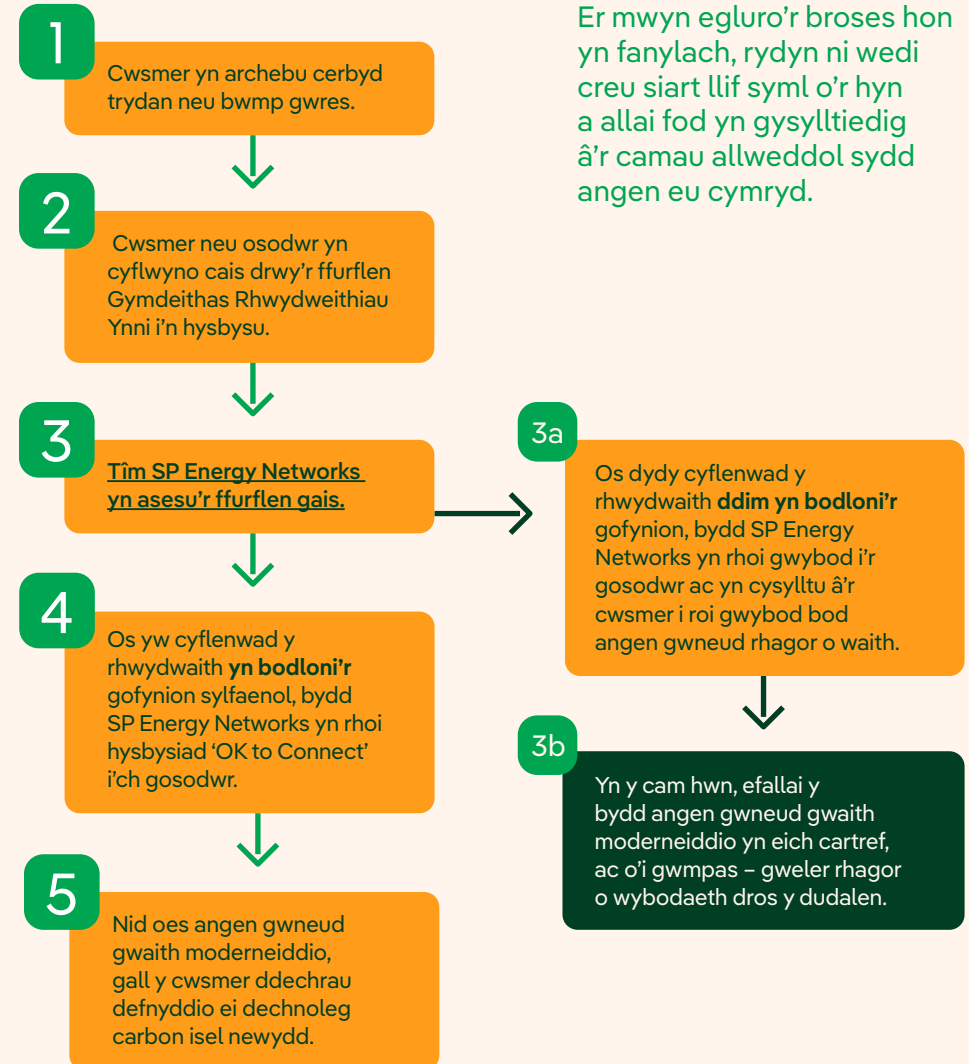 Er mwyn egluro'r broses hon
yn fanylach, rydyn ni wedi
creu siart llif syml o'r hyn
a allai fod yn gysylltiedig
â'r camau allweddol sydd
angen eu cymryd.
1
Cwsmer yn archebu cerbyd
trydan neu bwmp gwres.
2
Cwsmer neu osodwr yn
cyflwyno cais drwy'r ffurflen
Gymdeithas Rhwydweithiau
Ynni i'n hysbysu.
3
Tîm SP Energy Networks
yn asesu'r ffurflen gais.
3a
Os dydy cyflenwad y
rhwydwaith ddim yn bodloni'r
gofynion, bydd SP Energy
Networks yn rhoi gwybod i'r
gosodwr ac yn cysylltu â'r
cwsmer i roi gwybod bod
angen gwneud rhagor o waith.
3b
Yn y cam hwn, efallai y
bydd angen gwneud gwaith
moderneiddio yn eich cartref,
ac o'i gwmpas – gweler rhagor
o wybodaeth dros y dudalen.
4
Os yw cyflenwad y
rhwydwaith yn bodloni'r
gofynion sylfaenol, bydd
SP Energy Networks yn rhoi
hysbysiad 'OK to Connect'
i'ch gosodwr.
5
Nid oes angen gwneud
gwaith moderneiddio,
gall y cwsmer ddechrau
defnyddio ei dechnoleg
carbon isel newydd.